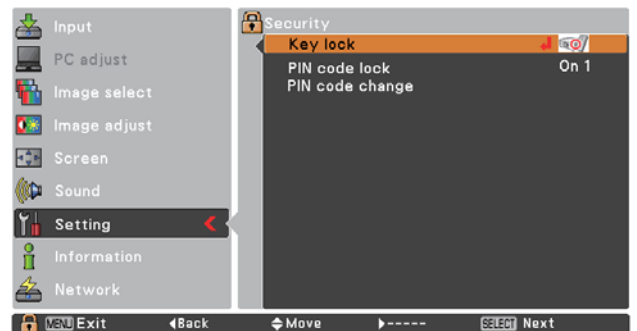 Input
PC adjust
Image select
Image adjust
Screen
Sound
Setting
Information
Network
Security
Key lock
PIN code lock On 1
PIN code change
MENU Exit Back Move ----- SELECT Next